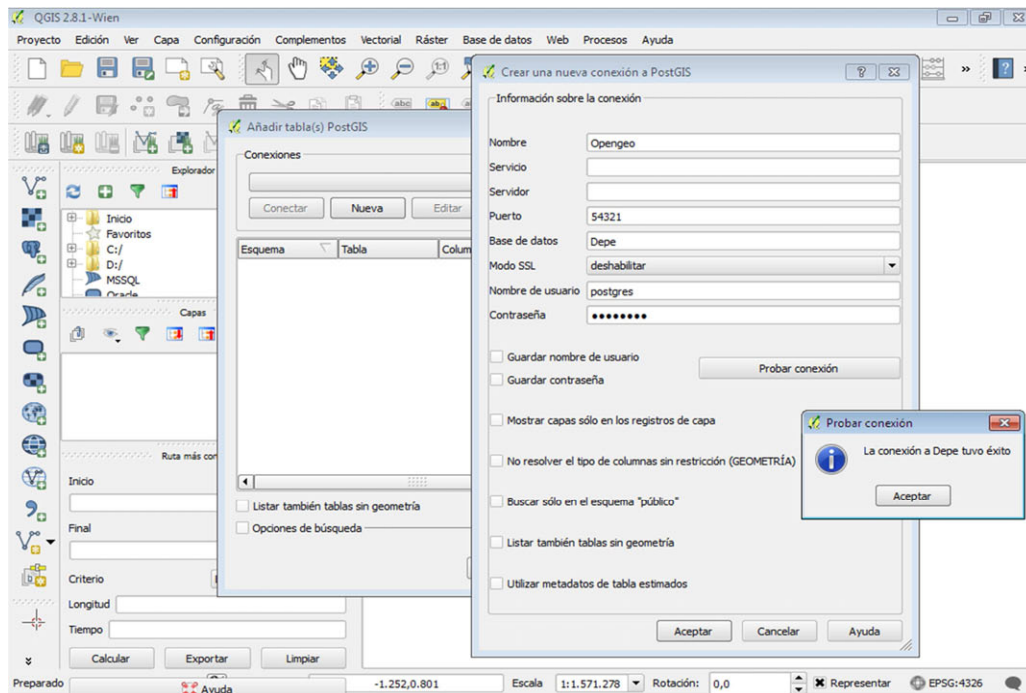 QGIS 2.8.1-Wien
Proyecto Edición Ver Capa Configuración Complementos Vectorial Ráster Base de datos Web Procesos Ayuda
Explorador
Inicio
Favoritos
C:/
D:/
MSSQL
Oracle
Capas
Inicio
Final
Criterio
Longitud
Tiempo
Calcular Exportar Limpiar
Ayuda
Añadir tabla(s) PostGIS
Conexiones
Conectar Nueva Editar
Esquema Tabla
Listar también tablas sin geometría
Opciones de búsqueda
Crear una nueva conexión a PostGIS
Información sobre la conexión
Nombre Opengeo
Servicio
Servidor
Puerto 54321
Base de datos Depe
Modo SSL deshabilitar
Nombre de usuario postgres
Contraseña
Guardar nombre de usuario
Guardar contraseña
Probar conexión
Mostrar capas sólo en los registros de capa
No resolver el tipo de columnas sin restricción (GEOMETRÍA)
Buscar sólo en el esquema "público"
Listar también tablas sin geometría
Utilizar metadatos de tabla estimados
Aceptar Cancelar Ayuda
Probar conexión
La conexión a Depe tuvo éxito
Aceptar
Preparado -1.252,0.801 Escala 1:1.571.278 Rotación: 0,0 Representar EPSG:4326